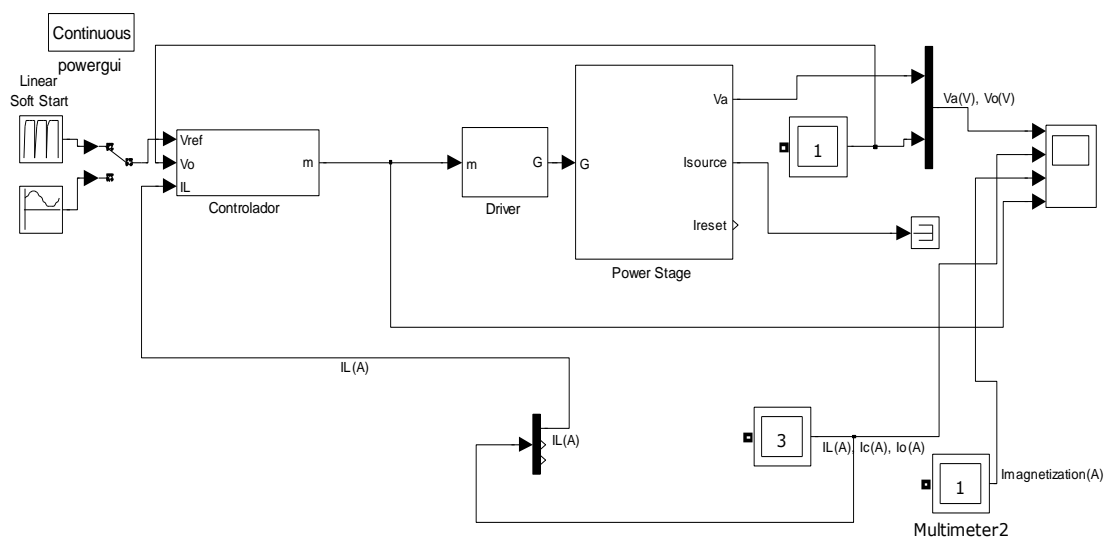 Continuous
powergui
Linear
Soft Start
Vref
Vo
IL
m
Controlador
m
G
Driver
G
Va
Isource
Ireset
Power Stage
1
Va(V), Vo(V)
IL(A)
IL(A)
3
IL(A), Ic(A), Io(A)
1
Imagnetization(A)
Multimeter2